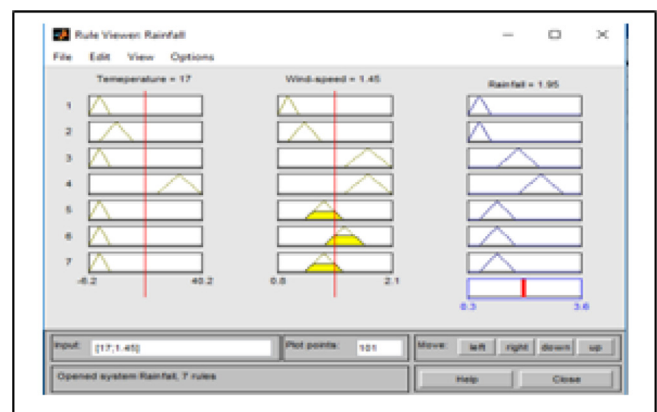 Rule Viewer: Rainfall
File Edit View Options
Temeperature = 17 Wind-speed = 1.45 Rainfall = 1.95
1
2
3
4
5
6
7
-6.2 40.2 0.8 2.1
0.3 3.6
Input: [17;1.45] Plot points: 101 Move: left right down up
Opened system Rainfall, 7 rules Help Close